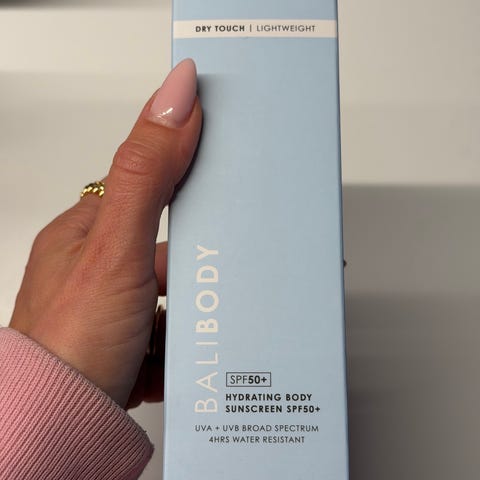 DRY TOUCH | LIGHTWEIGHT
BALIBODY
SPF50+
HYDRATING BODY
SUNSCREEN SPF50+
UVA + UVB BROAD SPECTRUM
4HRS WATER RESISTANT